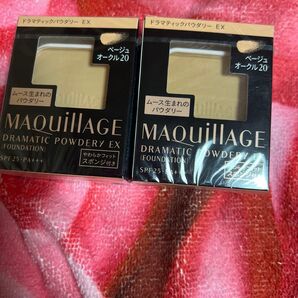 ドラマティックパウダリー EX
ベージュ
オークル20
ムース生まれの
パウダリー
MAQUillAGE
DRAMATIC POWDERY EX
(FOUNDATION)
やわらかフィット
スポンジ付き
SPF25・PA+++
ドラマティックパウダリー EX
ベージュ
オークル20
ムース生まれの
パウダリー
MAQUillAGE
DRAMATIC POWDERY EX
(FOUNDATION)
SPF25・PA